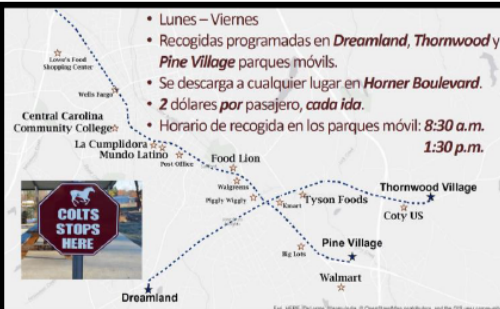 • Lunes – Viernes
• Recogidas programadas en Dreamland, Thornwood y
Pine Village parques móvils.
• Se descarga a cualquier lugar en Horner Boulevard.
• 2 dólares por pasajero, cada ida.
• Horario de recogida en los parques móvil: 8:30 a.m.
1:30 p.m.
Lowe's Food
Shopping Center
Wells Fargo
Central Carolina
Community College
La Cumplidora
Mundo Latino
Post Office
Food Lion
Walgreens
Piggly Wiggly
Kmart
Tyson Foods
Thornwood Village
Coty US
Big Lots
Pine Village
Walmart
Dreamland
COLTS
STOPS
HERE